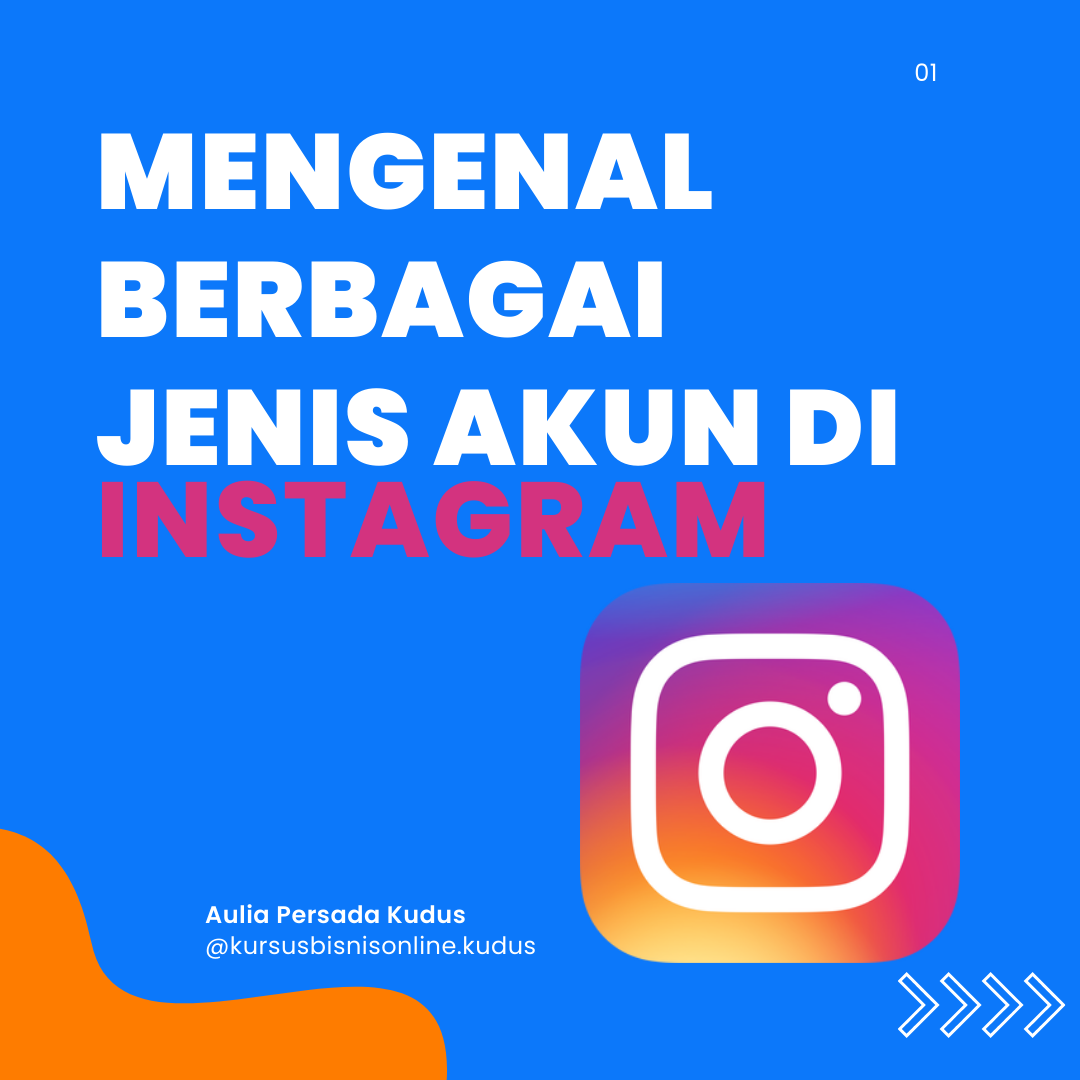 01
MENGENAL
BERBAGAI
JENIS AKUN DI
INSTAGRAM
Aulia Persada Kudus
@kursusbisnisonline.kudus